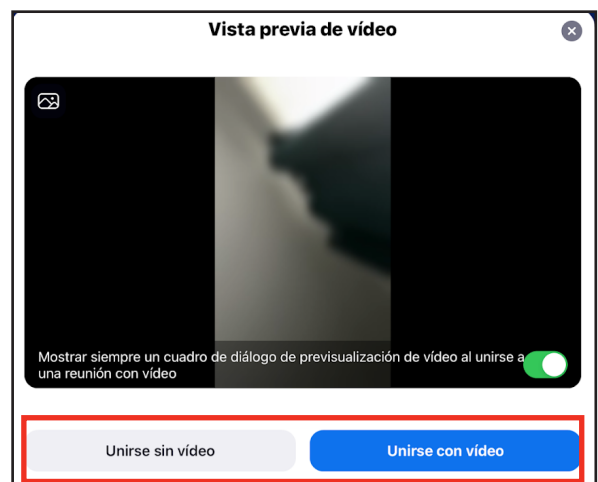 Vista previa de vídeo
Mostrar siempre un cuadro de diálogo de previsualización de vídeo al unirse a
una reunión con vídeo
Unirse sin vídeo
Unirse con vídeo